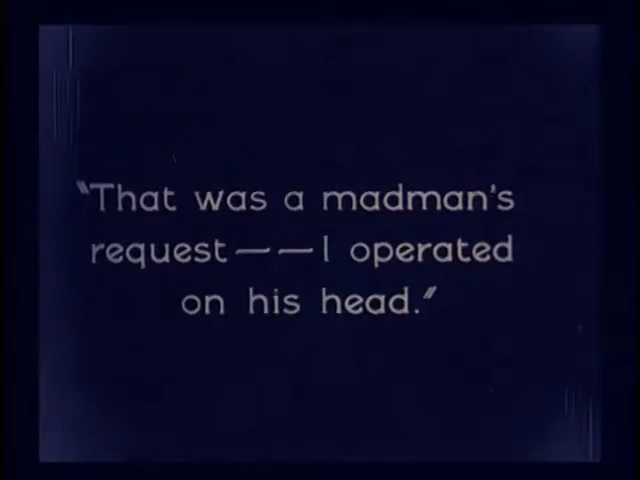 "That was a madman's
request — — I operated
on his head."